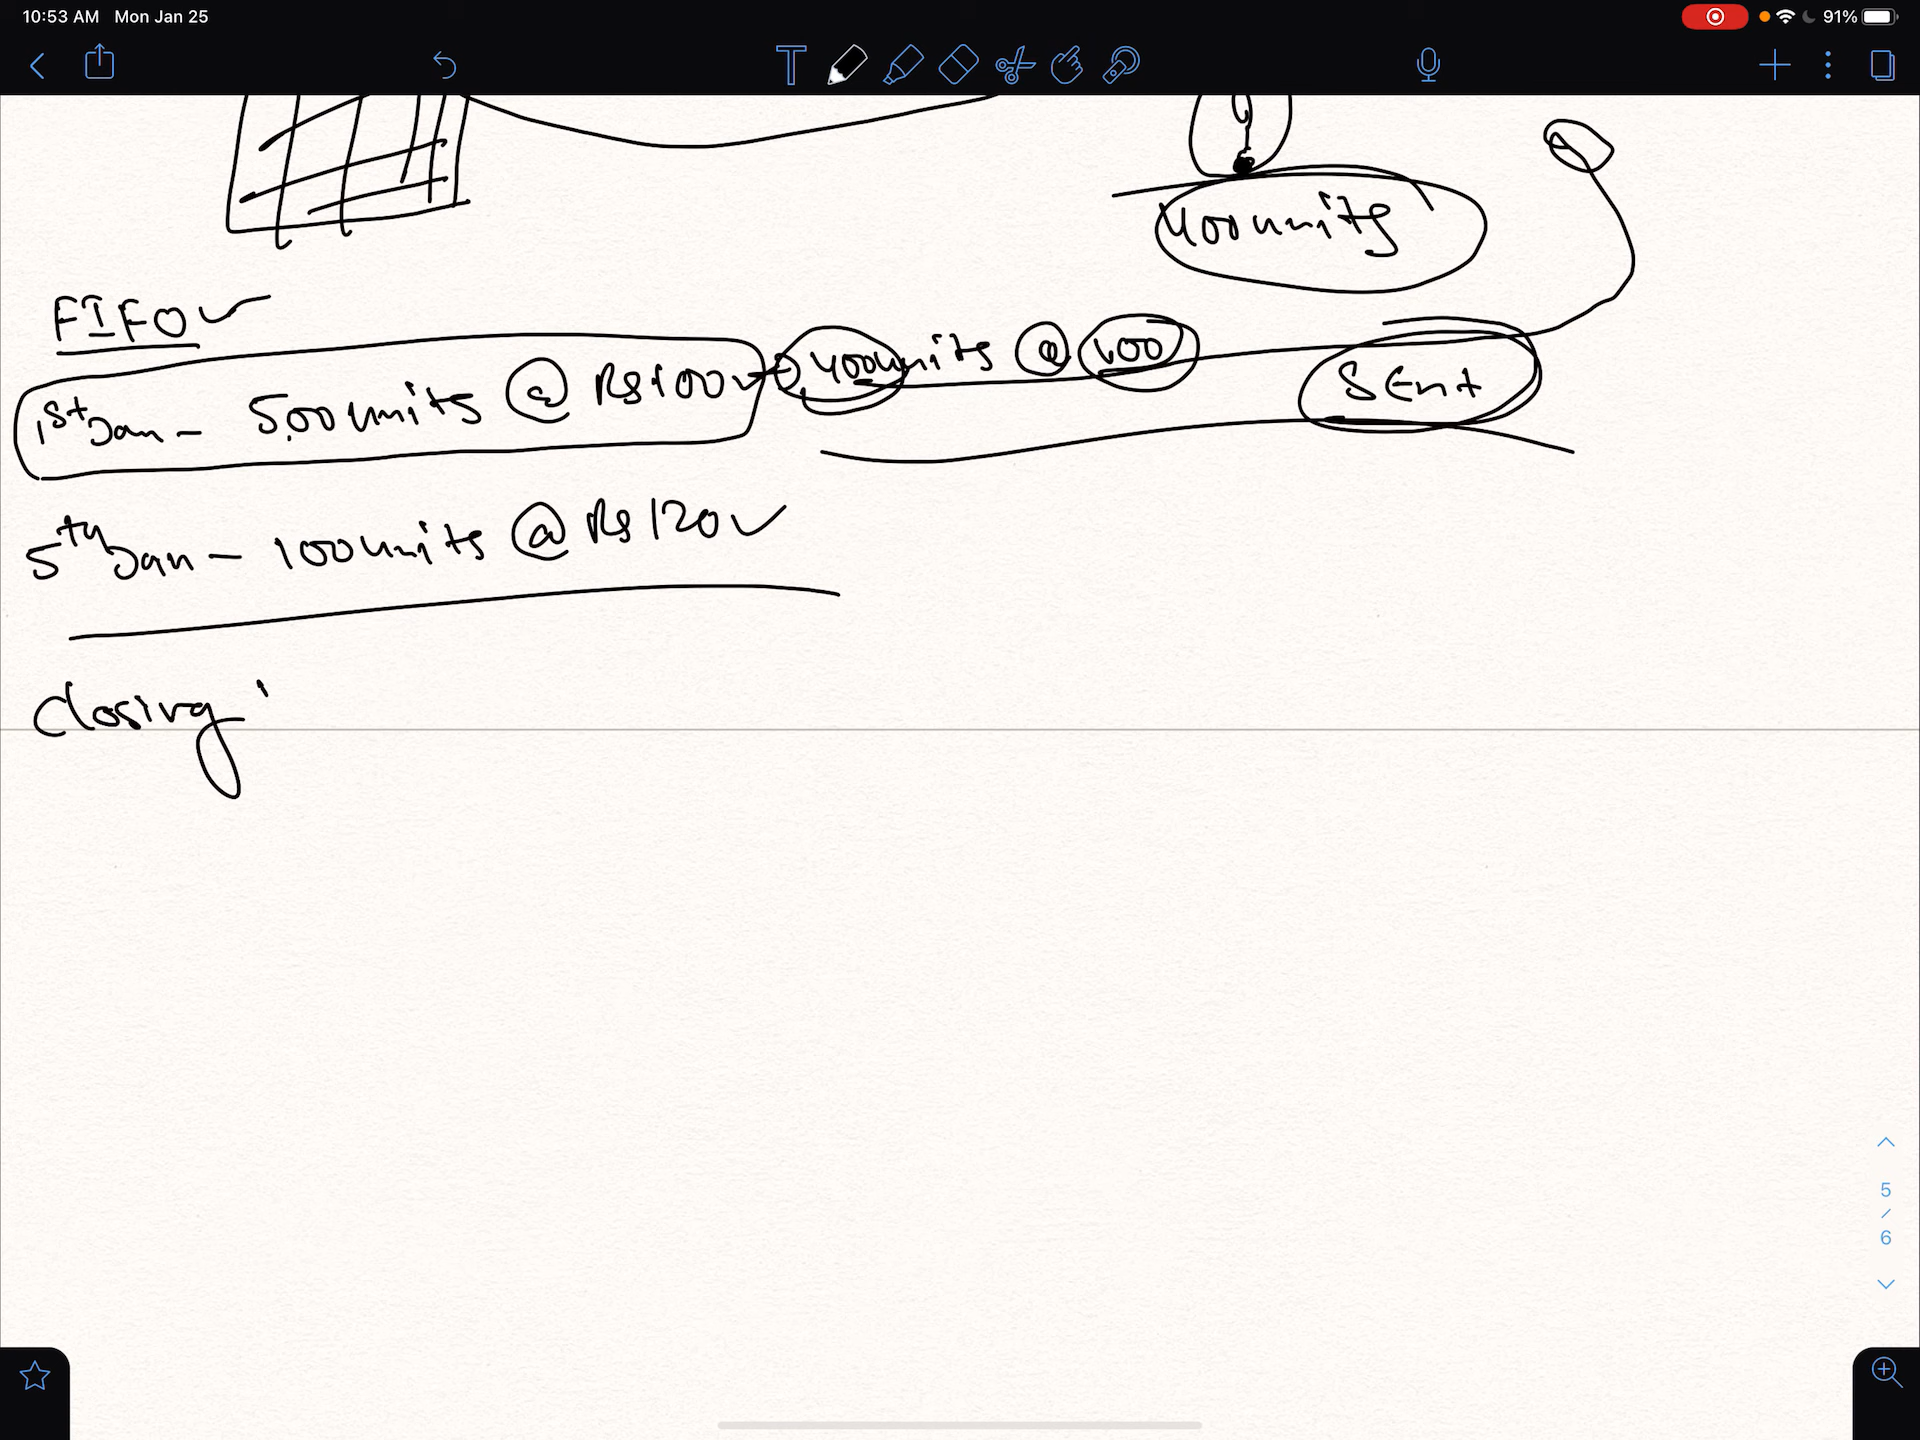 10:53 AM Mon Jan 25
91%
400 units
FIFO
1st Jan - 500 units @ Rs 100 400 units @ 100 Sent
5th Jan - 100 units @ Rs 120
Closing
5
/
6